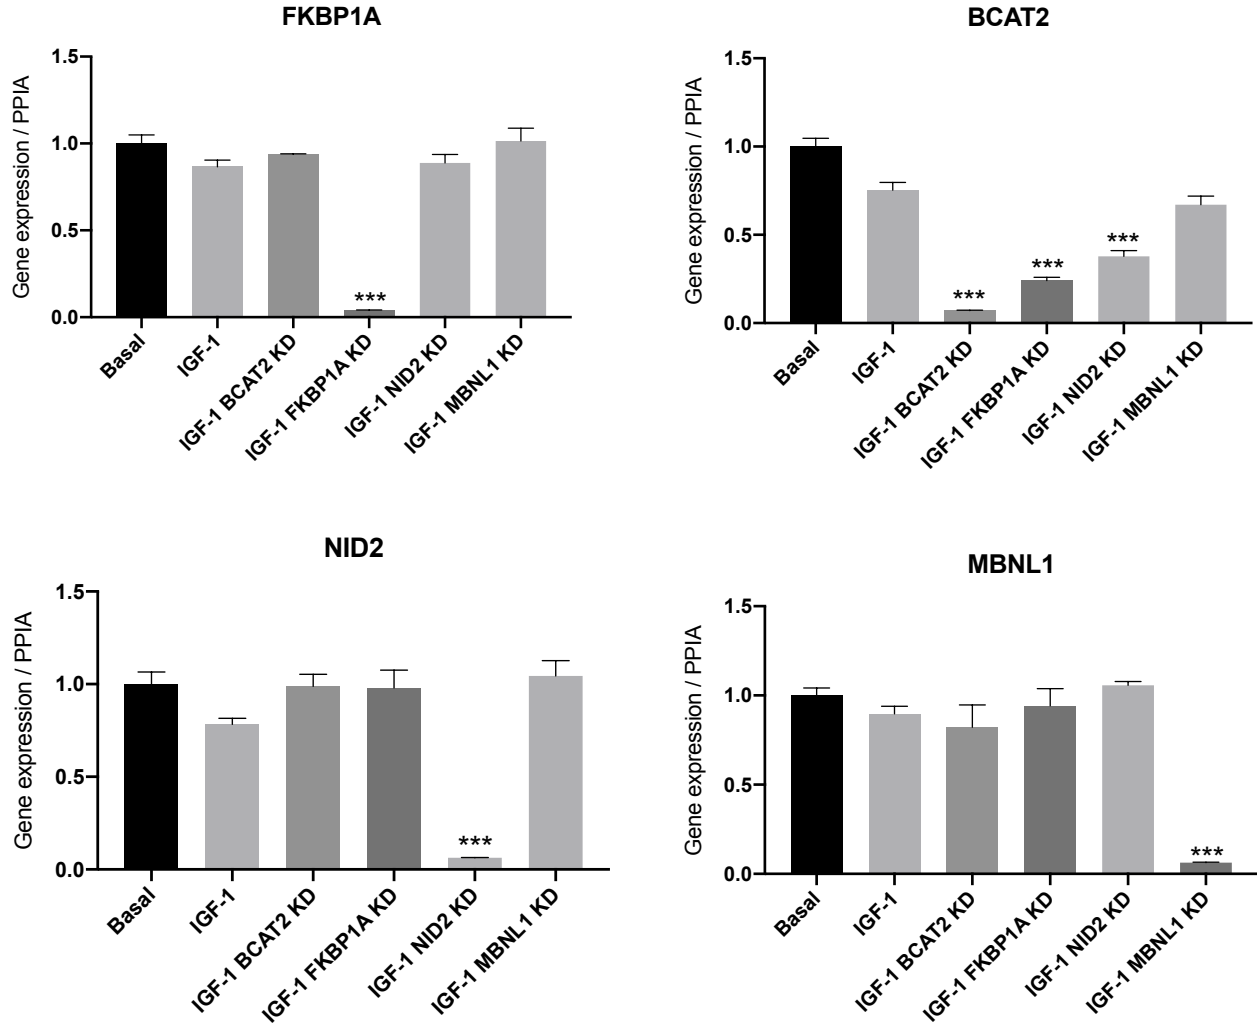 FKBP1A
Gene expression / PPIA
1.5
1.0
0.5
0.0
***
Basal
IGF-1
IGF-1 BCAT2 KD
IGF-1 FKBP1A KD
IGF-1 NID2 KD
IGF-1 MBNL1 KD
BCAT2
Gene expression / PPIA
1.5
1.0
0.5
0.0
***
***
***
Basal
IGF-1
IGF-1 BCAT2 KD
IGF-1 FKBP1A KD
IGF-1 NID2 KD
IGF-1 MBNL1 KD
NID2
Gene expression / PPIA
1.5
1.0
0.5
0.0
***
Basal
IGF-1
IGF-1 BCAT2 KD
IGF-1 FKBP1A KD
IGF-1 NID2 KD
IGF-1 MBNL1 KD
MBNL1
Gene expression / PPIA
1.5
1.0
0.5
0.0
***
Basal
IGF-1
IGF-1 BCAT2 KD
IGF-1 FKBP1A KD
IGF-1 NID2 KD
IGF-1 MBNL1 KD